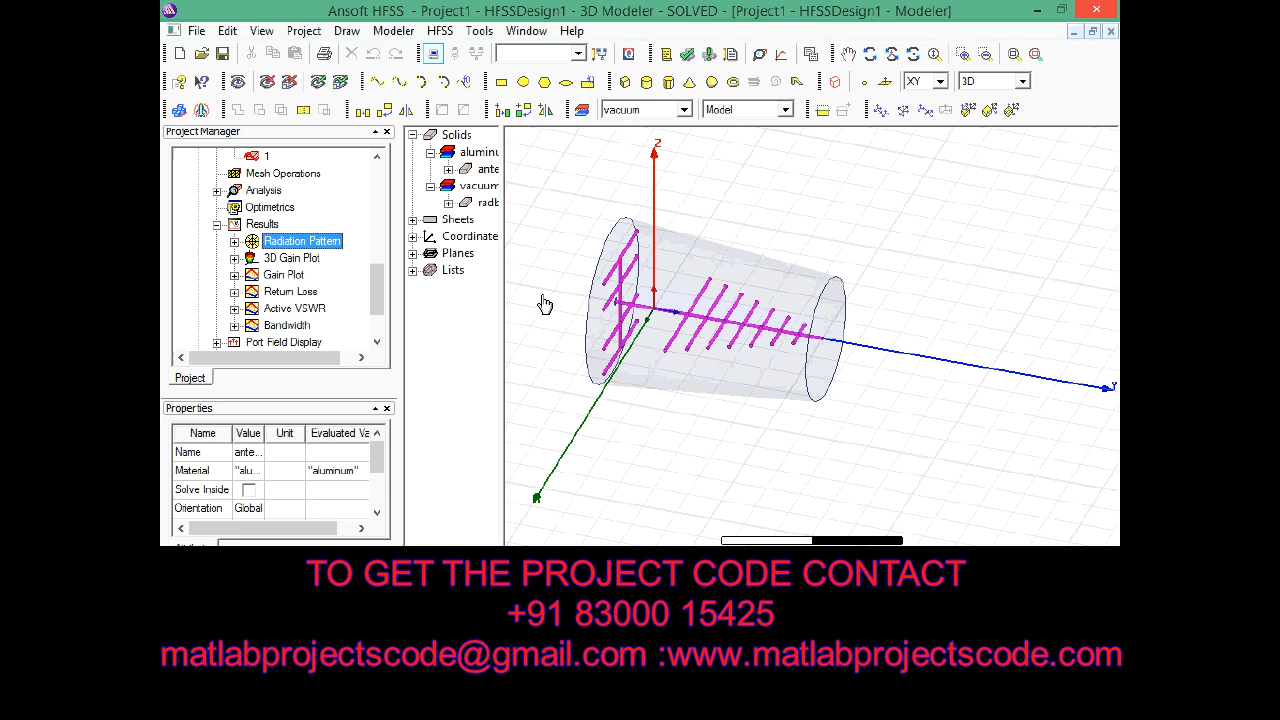 Ansoft HFSS - Project1 - HFSSDesign1 - 3D Modeler - SOLVED - [Project1 - HFSSDesign1 - Modeler]
File Edit View Project Draw Modeler HFSS Tools Window Help
XY 3D
vacuum Model
Project Manager
1
Mesh Operations
Analysis
Optimetrics
Results
Radiation Pattern
3D Gain Plot
Gain Plot
Return Loss
Active VSWR
Bandwidth
Port Field Display
Project
Properties
Name Value Unit Evaluated Va
Name ante...
Material "alu... "aluminum"
Solve Inside
Orientation Global
Solids
aluminu
ante
vacuum
radb
Sheets
Coordinate
Planes
Lists
Z
Y
TO GET THE PROJECT CODE CONTACT
+91 83000 15425
matlabprojectscode@gmail.com :www.matlabprojectscode.com